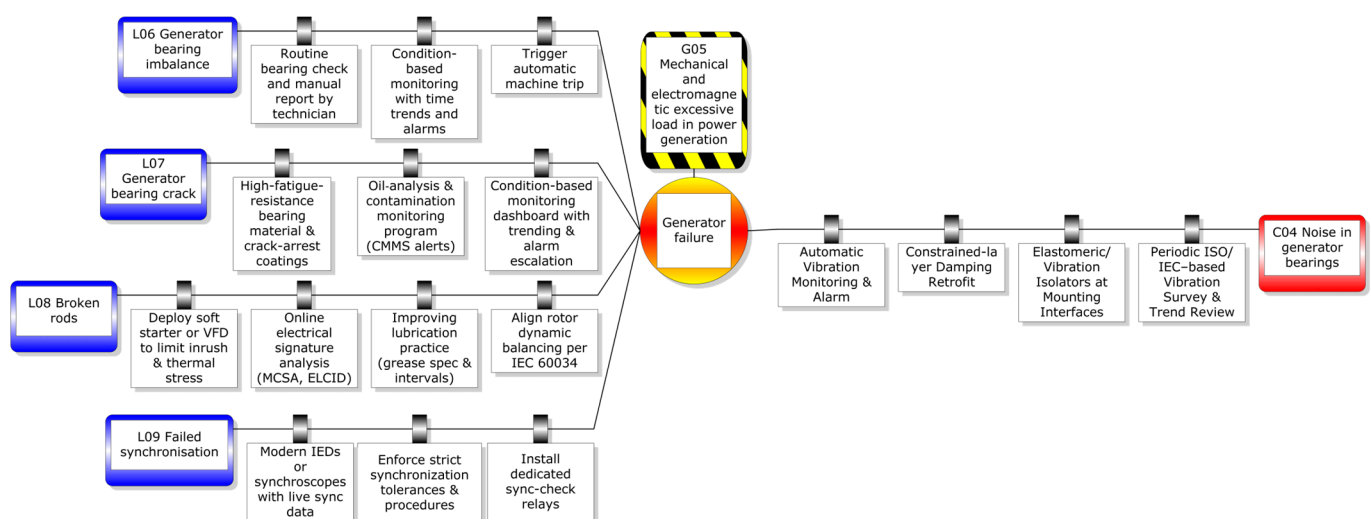 L06 Generator
bearing
imbalance
Routine
bearing check
and manual
report by
technician
Condition-
based
monitoring
with time
trends and
alarms
Trigger
automatic
machine trip
G05
Mechanical
and
electromagne
tic excessive
load in power
generation
L07
Generator
bearing crack
High-fatigue-
resistance
bearing
material &
crack-arrest
coatings
Oil-analysis &
contamination
monitoring
program
(CMMS alerts)
Condition-based
monitoring
dashboard with
trending &
alarm
escalation
Generator
failure
Automatic
Vibration
Monitoring &
Alarm
Constrained-la
yer Damping
Retrofit
Elastomeric/
Vibration
Isolators at
Mounting
Interfaces
Periodic ISO/
IEC–based
Vibration
Survey &
Trend Review
C04 Noise in
generator
bearings
L08 Broken
rods
Deploy soft
starter or VFD
to limit inrush
& thermal
stress
Online
electrical
signature
analysis
(MCSA, ELCID)
Improving
lubrication
practice
(grease spec &
intervals)
Align rotor
dynamic
balancing per
IEC 60034
L09 Failed
synchronisation
Modern IEDs
or
synchroscopes
with live sync
data
Enforce strict
synchronization
tolerances &
procedures
Install
dedicated
sync-check
relays